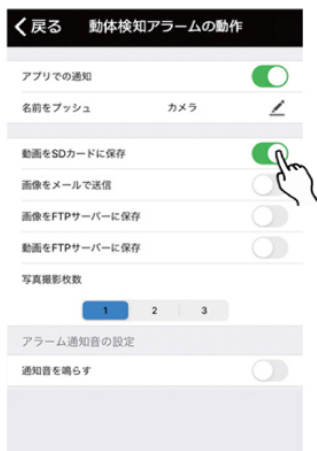 戻る 動体検知アラームの動作
アプリでの通知
名前をプッシュ カメラ
動画をSDカードに保存
画像をメールで送信
画像をFTPサーバーに保存
動画をFTPサーバーに保存
写真撮影枚数
1 2 3
アラーム通知音の設定
通知音を鳴らす